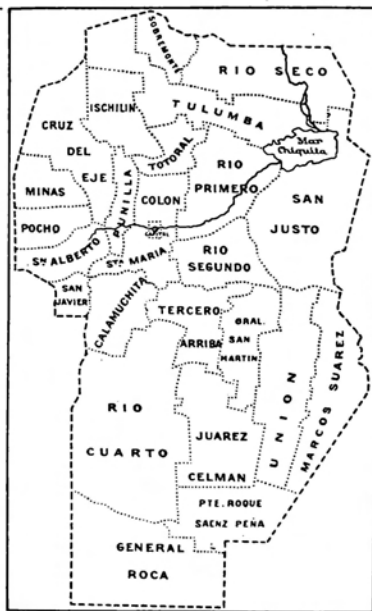 SOBREMONTE
RIO SECO
ISCHILIN
TULUMBA
CRUZ
DEL
EJE
TOTORAL
Mar
Chiquita
RIO
PRIMERO
MINAS
PUNILLA
COLON
SAN
JUSTO
POCHO
CAPITAL
Sn ALBERTO
Sta MARIA
RIO
SEGUNDO
SAN
JAVIER
CALAMUCHITA
TERCERO
ARRIBA
GRAL.
SAN
MARTIN
UNION
MARCOS SUAREZ
RIO
CUARTO
JUAREZ
CELMAN
PTE. ROQUE
SAENZ PEÑA
GENERAL
ROCA